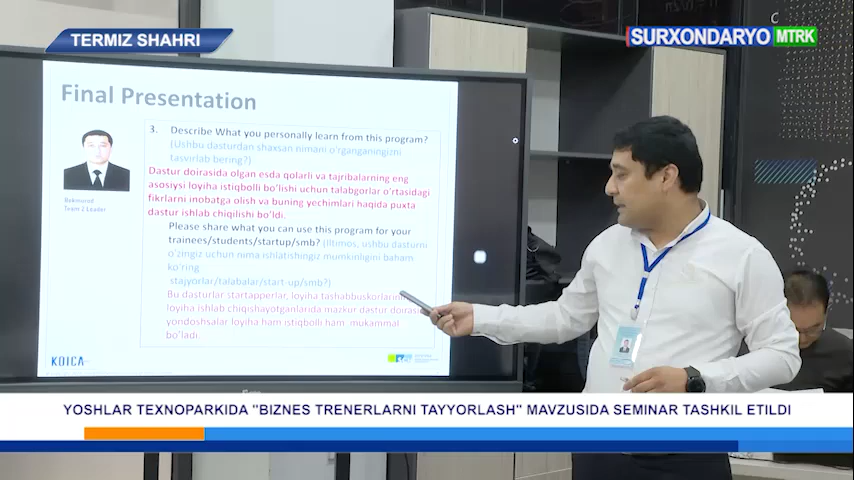 TERMIZ SHAHRI
SURXONDARYO MTRK
Final Presentation
3. Describe What you personally learn from this program?
(Ushbu dasturdan shaxsan nimani o'rganganingizni
tasvirlab bering?)
Dastur doirasida olgan esda qolarli va tajribalarning eng
asosiysi loyiha istiqbolli bo'lishi uchun talabgorlar o'rtasidagi
fikrlarni inobatga olish va buning yechimlari haqida puxta
dastur ishlab chiqilishi bo'ldi.
Please share what you can use this program for your
trainees/students/startup/smb? (Iltimos, ushbu dasturni
o'zingiz uchun nima ishlatishingiz mumkinligini baham
ko'ring
stajyorlar/talabalar/start-up/smb?)
Bu dasturlar startapperlar, loyiha tashabbuskorlarini
loyiha ishlab chiqishayotganlarida mazkur dastur doirasi
yondoshsalar loyiha ham istiqbolli ham mukammal
bo'ladi.
Bekmurod
Team 2 Leader
KOICA
YOSHLAR TEXNOPARKIDA "BIZNES TRENERLARNI TAYYORLASH" MAVZUSIDA SEMINAR TASHKIL ETILDI